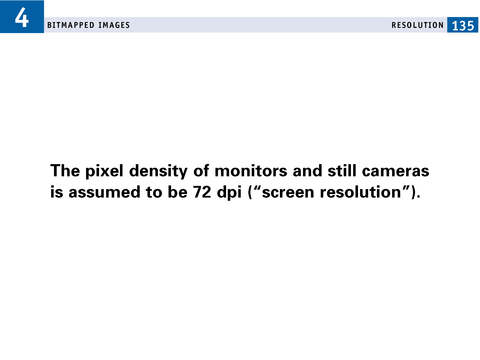 4
BITMAPPED IMAGES
RESOLUTION 135
The pixel density of monitors and still cameras
is assumed to be 72 dpi (“screen resolution”).